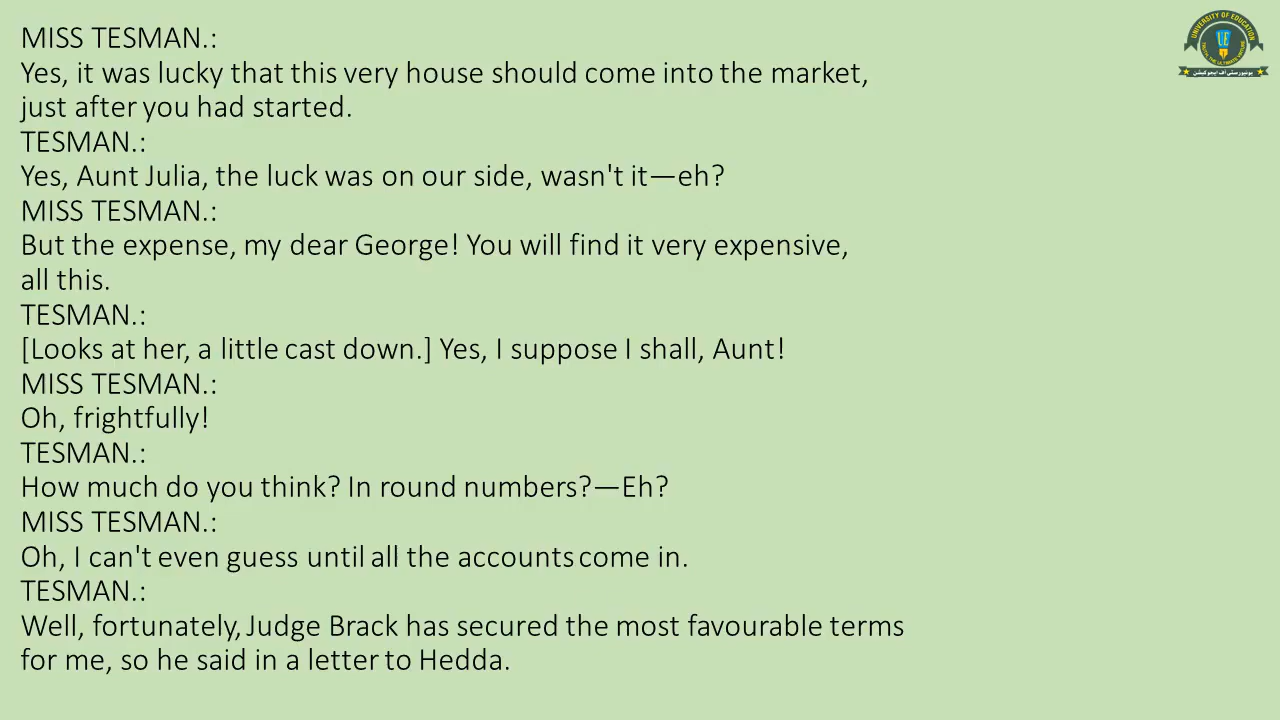 MISS TESMAN.:
Yes, it was lucky that this very house should come into the market,
just after you had started.
TESMAN.:
Yes, Aunt Julia, the luck was on our side, wasn't it—eh?
MISS TESMAN.:
But the expense, my dear George! You will find it very expensive,
all this.
TESMAN.:
[Looks at her, a little cast down.] Yes, I suppose I shall, Aunt!
MISS TESMAN.:
Oh, frightfully!
TESMAN.:
How much do you think? In round numbers?—Eh?
MISS TESMAN.:
Oh, I can't even guess until all the accounts come in.
TESMAN.:
Well, fortunately, Judge Brack has secured the most favourable terms
for me, so he said in a letter to Hedda.
UNIVERSITY OF EDUCATION
UE
یونیورسٹی آف ایجوکیشن